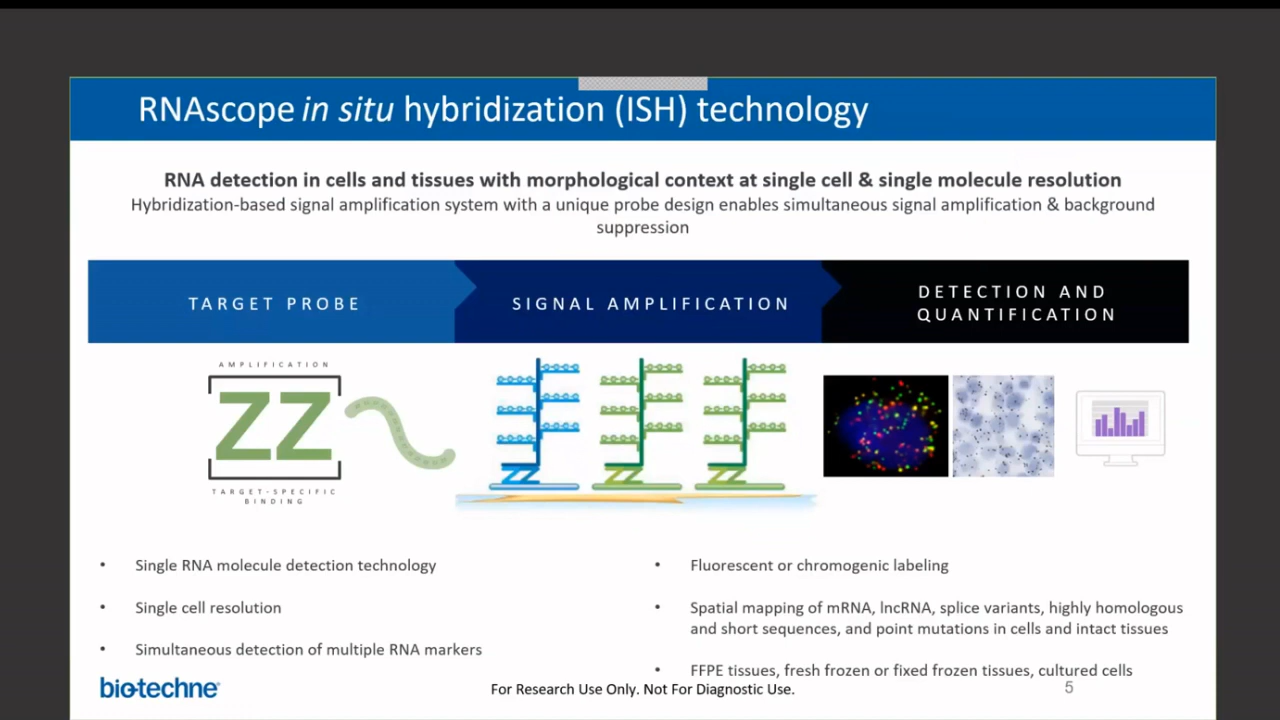 RNAscope in situ hybridization (ISH) technology
RNA detection in cells and tissues with morphological context at single cell & single molecule resolution
Hybridization-based signal amplification system with a unique probe design enables simultaneous signal amplification & background
suppression
TARGET PROBE
SIGNAL AMPLIFICATION
DETECTION AND
QUANTIFICATION
AMPLIFICATION
ZZ
TARGET-SPECIFIC
BINDING
• Single RNA molecule detection technology
• Single cell resolution
• Simultaneous detection of multiple RNA markers
• Fluorescent or chromogenic labeling
• Spatial mapping of mRNA, lncRNA, splice variants, highly homologous
and short sequences, and point mutations in cells and intact tissues
• FFPE tissues, fresh frozen or fixed frozen tissues, cultured cells
bio-techne
For Research Use Only. Not For Diagnostic Use.
5